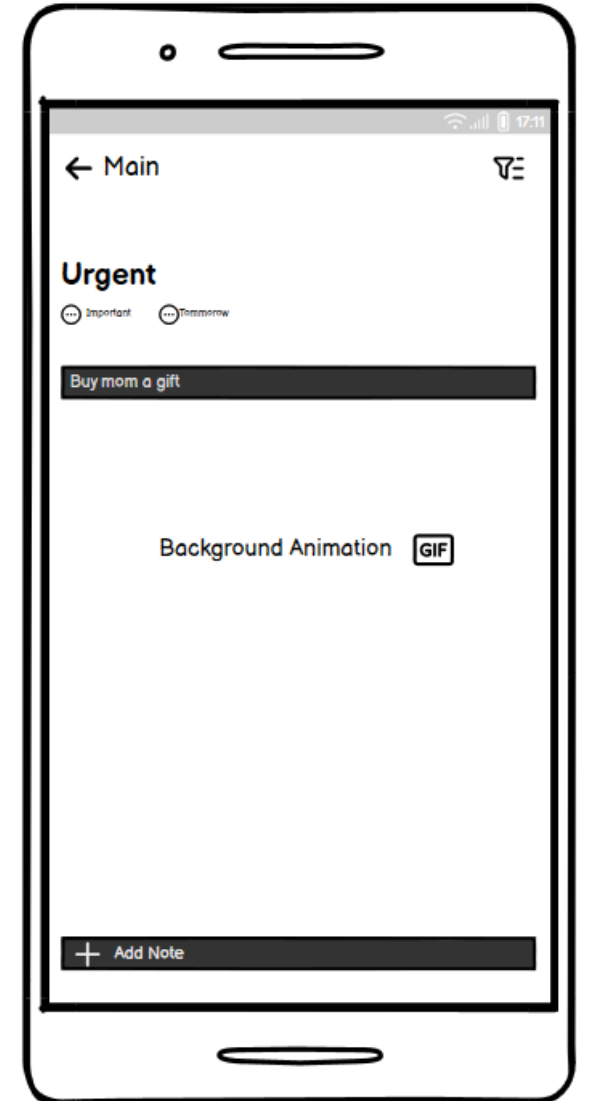 17:11
Main
Urgent
Important Tommorow
Buy mom a gift
Background Animation GIF
Add Note